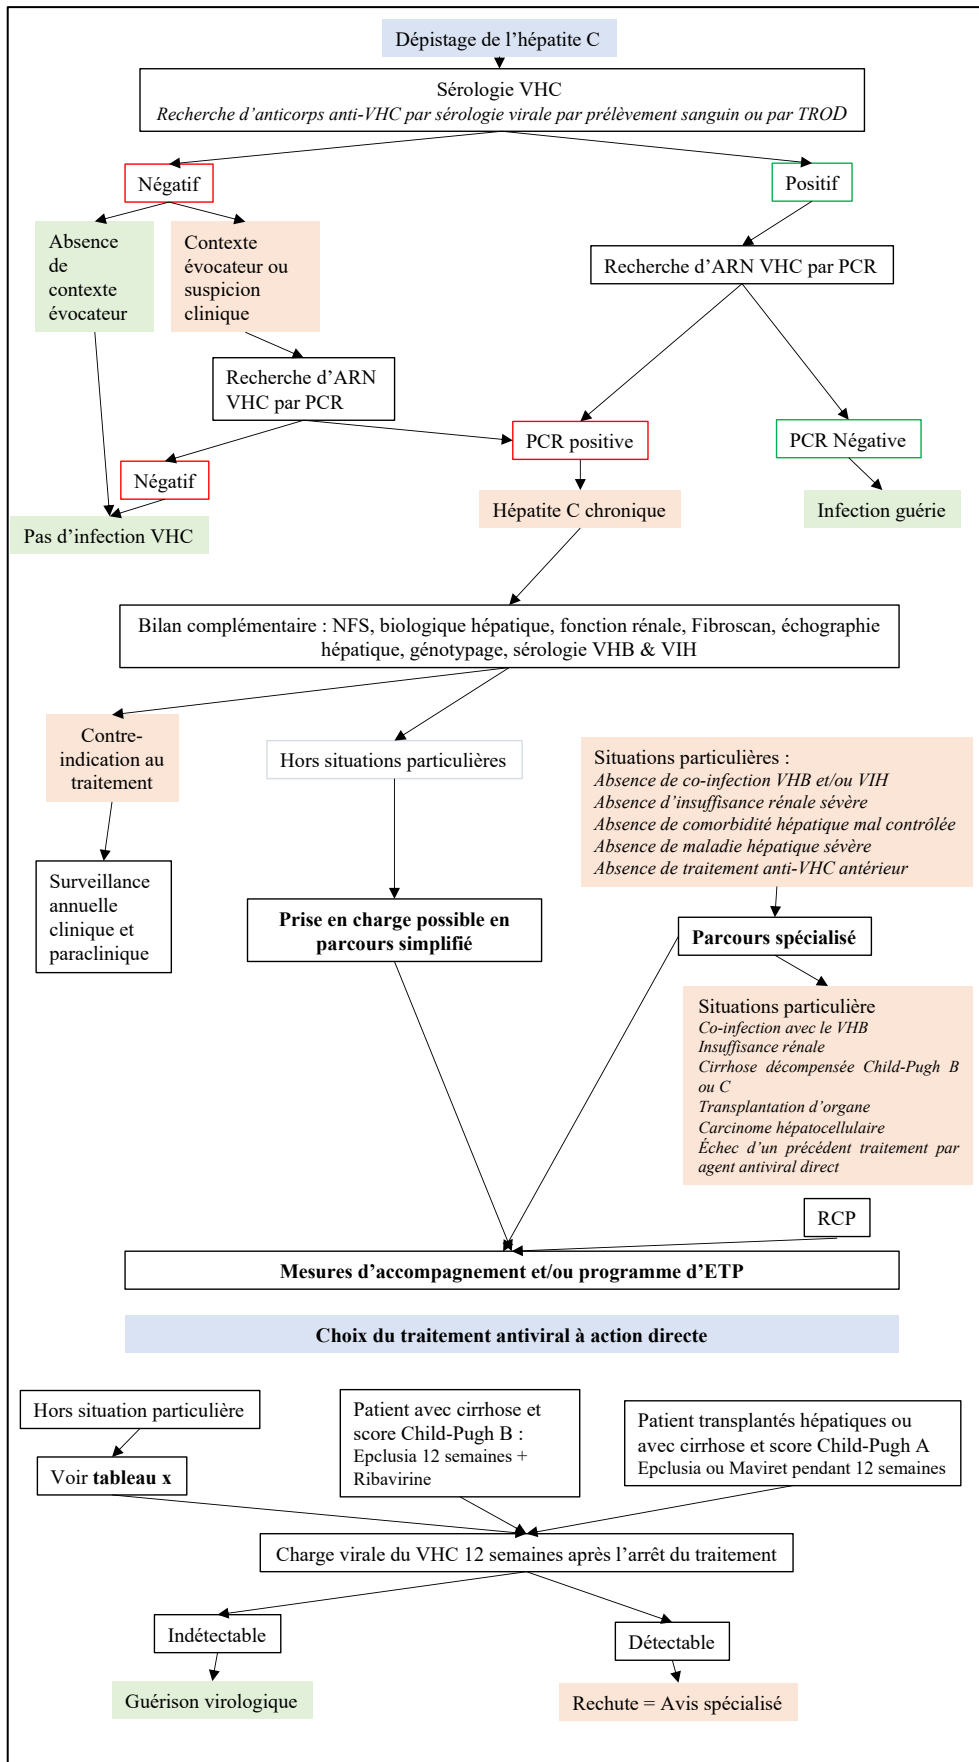 Dépistage de l'hépatite C
Sérologie VHC
Recherche d'anticorps anti-VHC par sérologie virale par prélèvement sanguin ou par TROD
Négatif
Positif
Absence
de
contexte
évocateur
Contexte
évocateur ou
suspicion
clinique
Recherche d'ARN VHC par PCR
Recherche d'ARN
VHC par PCR
PCR positive
PCR Négative
Négatif
Hépatite C chronique
Infection guérie
Pas d'infection VHC
Bilan complémentaire : NFS, biologique hépatique, fonction rénale, Fibroscan, échographie
hépatique, génotypage, sérologie VHB & VIH
Contre-
indication au
traitement
Hors situations particulières
Situations particulières :
Absence de co-infection VHB et/ou VIH
Absence d'insuffisance rénale sévère
Absence de comorbidité hépatique mal contrôlée
Absence de maladie hépatique sévère
Absence de traitement anti-VHC antérieur
Surveillance
annuelle
clinique et
paraclinique
Prise en charge possible en
parcours simplifié
Parcours spécialisé
Situations particulière
Co-infection avec le VHB
Insuffisance rénale
Cirrhose décompensée Child-Pugh B
ou C
Transplantation d'organe
Carcinome hépatocellulaire
Échec d'un précédent traitement par
agent antiviral direct
RCP
Mesures d'accompagnement et/ou programme d'ETP
Choix du traitement antiviral à action directe
Hors situation particulière
Voir tableau x
Patient avec cirrhose et
score Child-Pugh B :
Epclusia 12 semaines +
Ribavirine
Patient transplantés hépatiques ou
avec cirrhose et score Child-Pugh A
Epclusia ou Maviret pendant 12 semaines
Charge virale du VHC 12 semaines après l'arrêt du traitement
Indétectable
Détectable
Guérison virologique
Rechute = Avis spécialisé